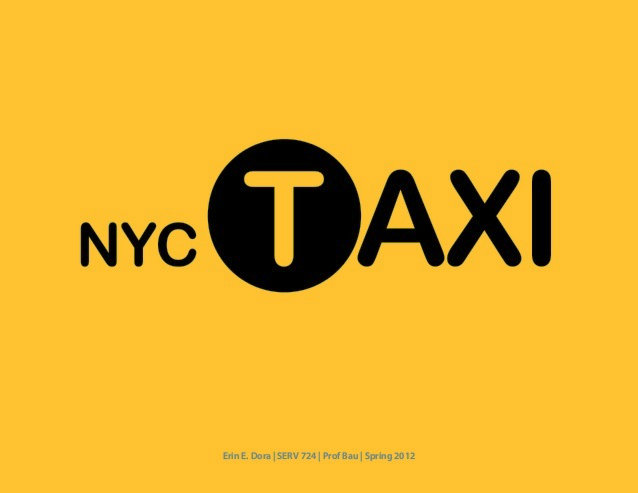 NYC TAXI
Erin E. Dora | SERV 724 | Prof Bau | Spring 2012